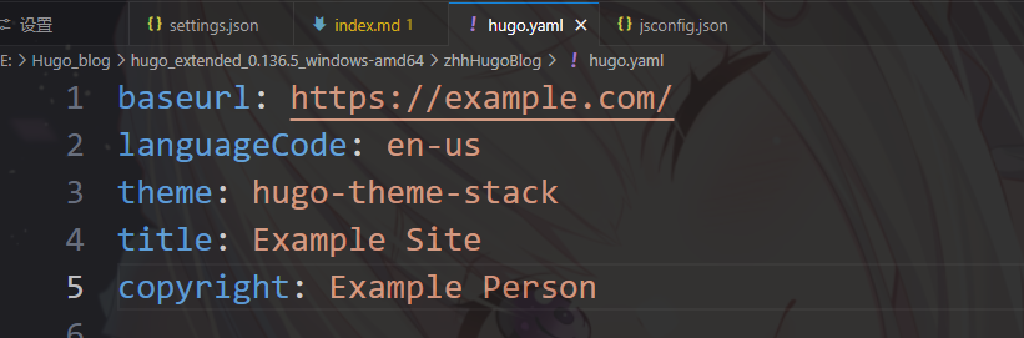 设置
{} settings.json
index.md 1
! hugo.yaml ×
{} jsconfig.json
E: > Hugo_blog > hugo_extended_0.136.5_windows-amd64 > zhhHugoBlog > ! hugo.yaml
1 baseurl: https://example.com/
2 languageCode: en-us
3 theme: hugo-theme-stack
4 title: Example Site
5 copyright: Example Person
6